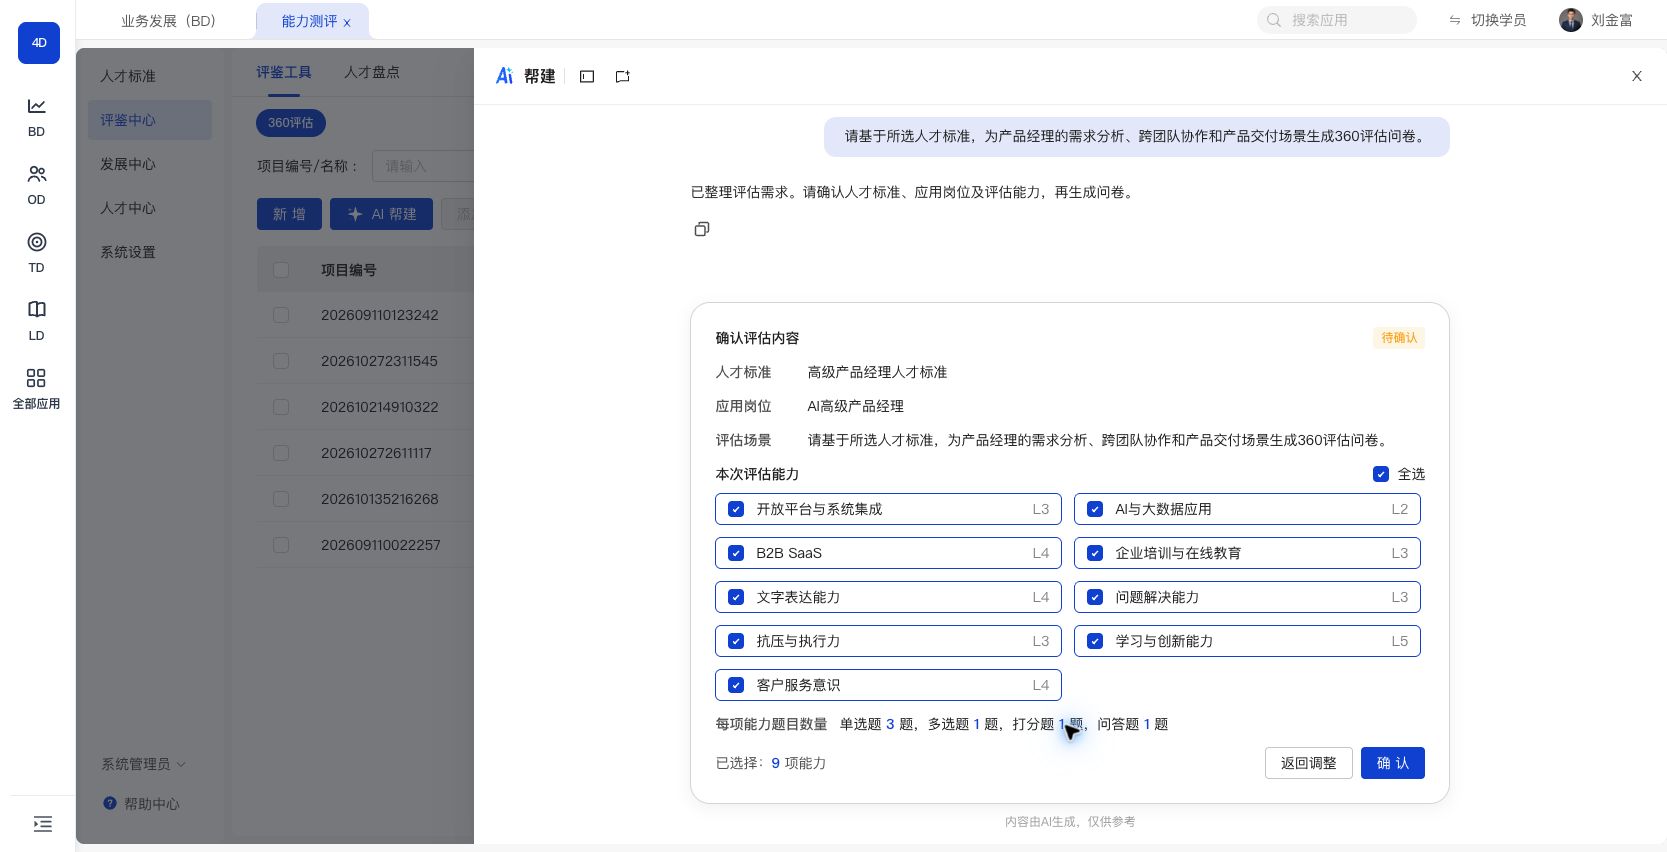 4D
BD
OD
TD
LD
全部应用
业务发展（BD）
能力测评 x
搜索应用
切换学员
刘金富
人才标准
评鉴中心
发展中心
人才中心
系统设置
系统管理员
帮助中心
评鉴工具
人才盘点
360评估
项目编号/名称：
请输入
新 增
AI 帮建
项目编号
202609110123242
202610272311545
202610214910322
202610272611117
202610135216268
202609110022257
Ai 帮建
X
请基于所选人才标准，为产品经理的需求分析、跨团队协作和产品交付场景生成360评估问卷。
已整理评估需求。请确认人才标准、应用岗位及评估能力，再生成问卷。
确认评估内容
待确认
人才标准 高级产品经理人才标准
应用岗位 AI高级产品经理
评估场景 请基于所选人才标准，为产品经理的需求分析、跨团队协作和产品交付场景生成360评估问卷。
本次评估能力
全选
开放平台与系统集成 L3
AI与大数据应用 L2
B2B SaaS L4
企业培训与在线教育 L3
文字表达能力 L4
问题解决能力 L3
抗压与执行力 L3
学习与创新能力 L5
客户服务意识 L4
每项能力题目数量 单选题 3 题，多选题 1 题，打分题 1 题，问答题 1 题
已选择：9 项能力
返回调整
确 认
内容由AI生成，仅供参考